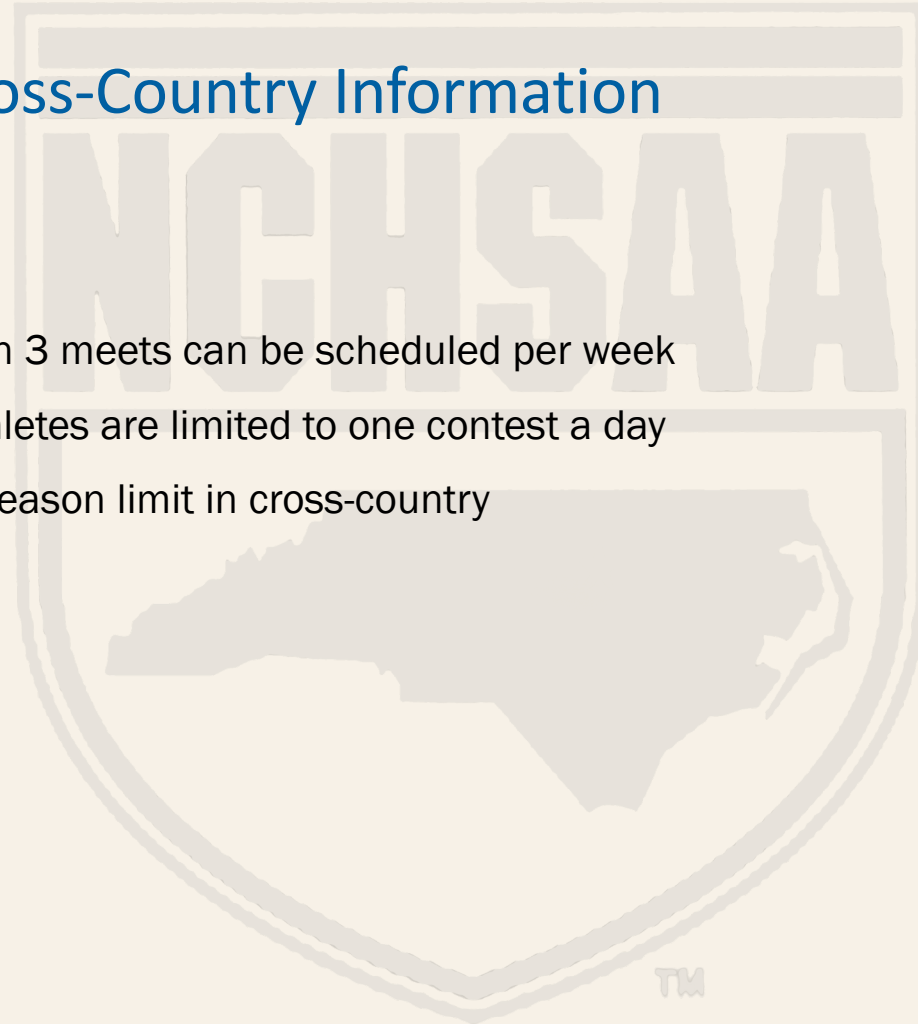 oss-Country Information
NCHSAA
n 3 meets can be scheduled per week
letes are limited to one contest a day
eason limit in cross-country
TM